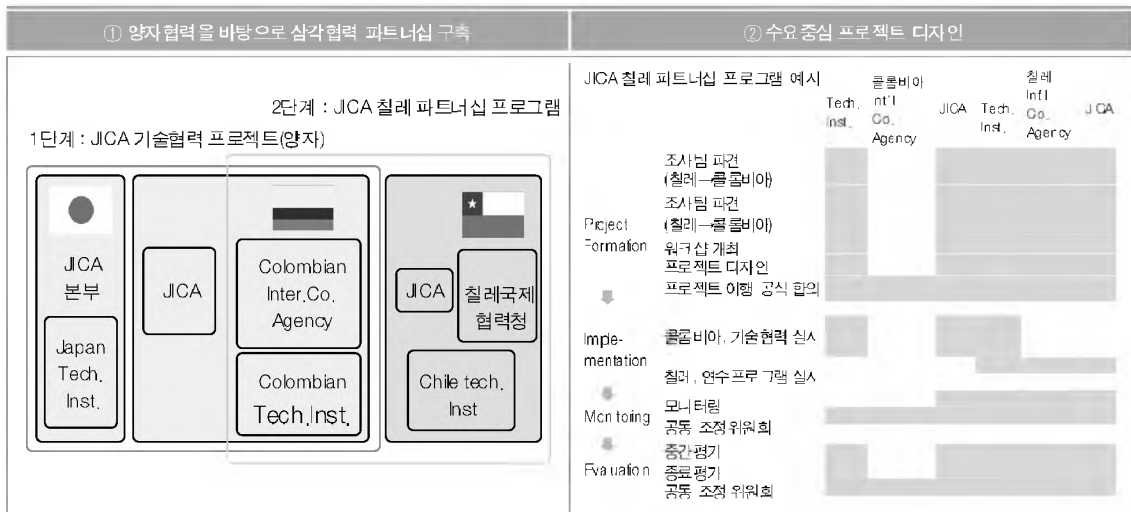 ① 양자협력을 바탕으로 삼각협력 파트너십 구축
② 수요중심 프로젝트 디자인
2단계 : JICA 칠레 파트너십 프로그램
1단계 : JICA 기술협력 프로젝트(양자)
JICA
본부
Japan
Tech.
Inst.
JICA
Colombian
Inter.Co.
Agency
Colombian
Tech.Inst.
JICA
칠레국제
협력청
Chile tech.
Inst
JICA 칠레 파트너십 프로그램 예시
Tech.
Inst.
콜롬비아
Int'l
Co.
Agency
JICA
Tech.
Inst.
칠레
Int'l
Co.
Agency
JICA
Project
Formation
조사팀 파견
(칠레→콜롬비아)
조사팀 파견
(칠레→콜롬비아)
워크샵 개최
프로젝트 디자인
프로젝트 이행 공식 합의
Imple-
mentation
콜롬비아, 기술협력 실시
칠레, 연수프로그램 실시
Monitoring
모니터링
공동 조정위원회
Evaluation
중간평가
종료평가
공동 조정위원회